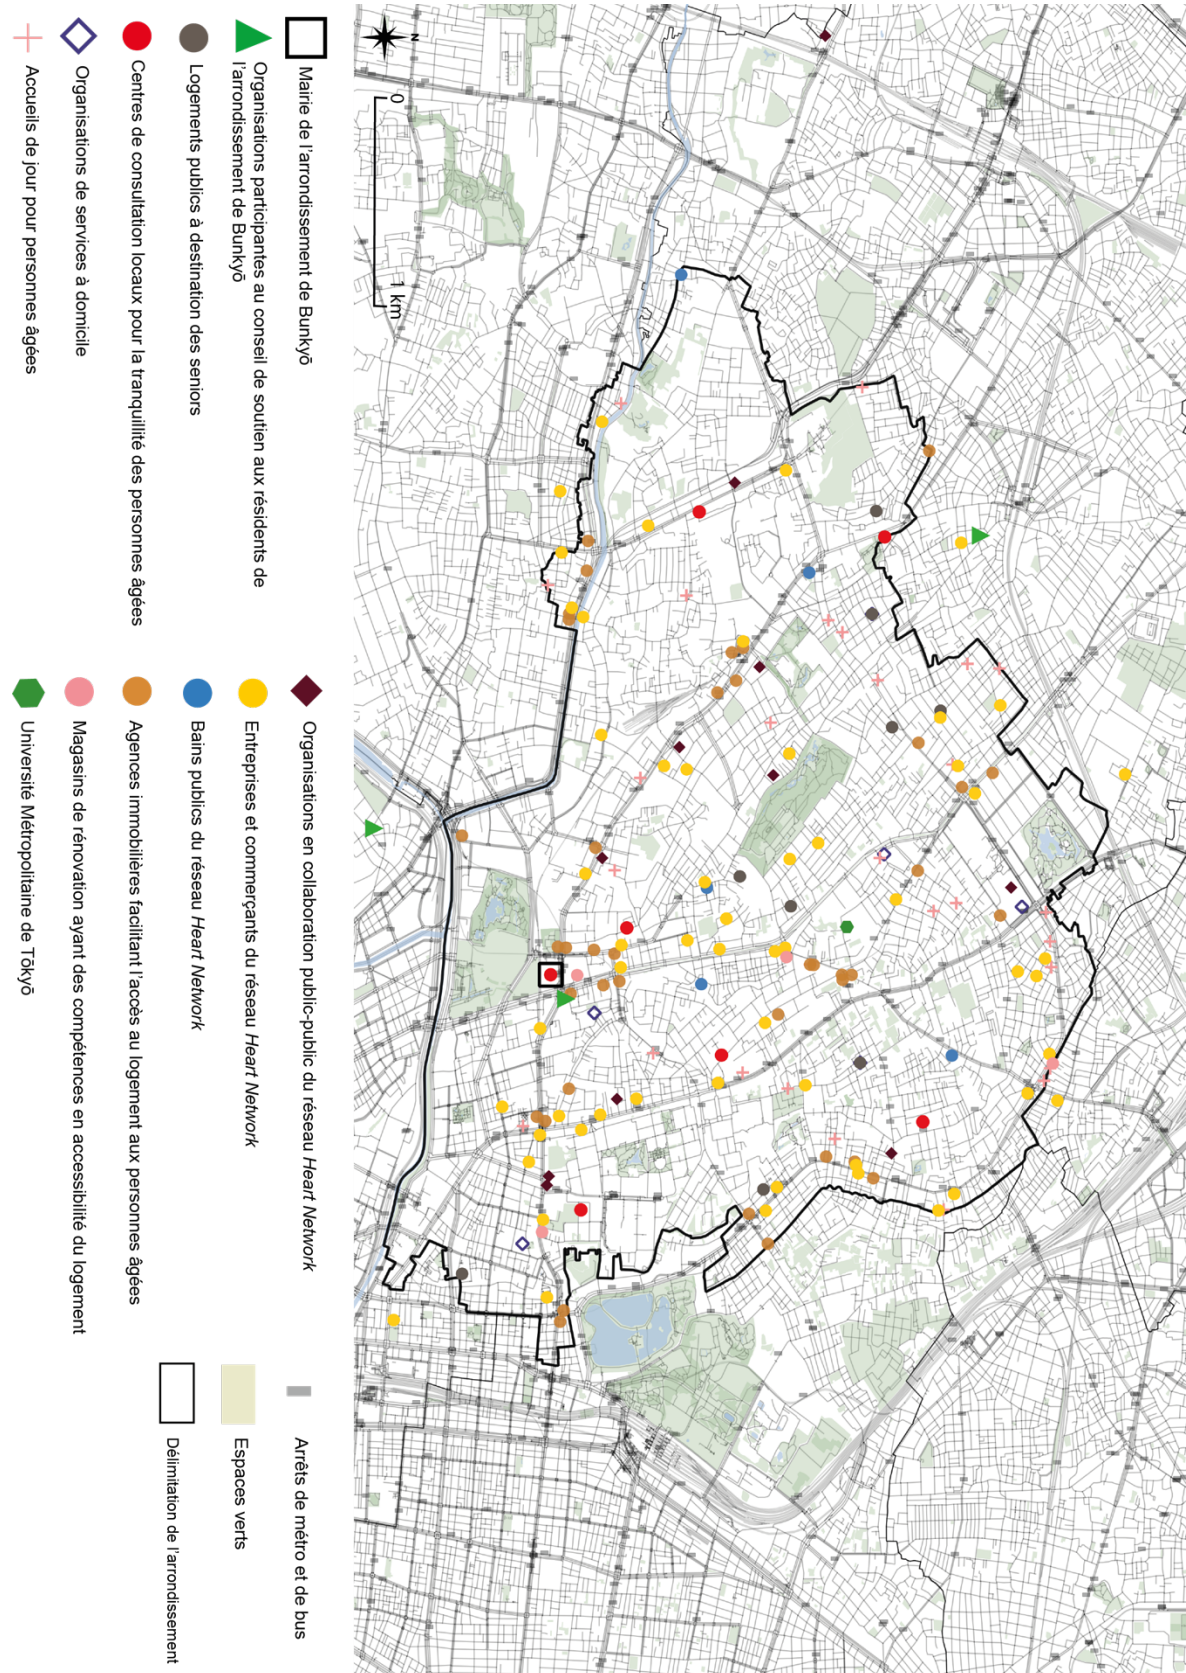 N
0
1 km
Mairie de l'arrondissement de Bunkyō
Organisations participantes au conseil de soutien aux résidents de
l'arrondissement de Bunkyō
Logements publics à destination des seniors
Centres de consultation locaux pour la tranquillité des personnes âgées
Organisations de services à domicile
Accueils de jour pour personnes âgées
Organisations en collaboration public-public du réseau Heart Network
Entreprises et commerçants du réseau Heart Network
Bains publics du réseau Heart Network
Agences immobilières facilitant l'accès au logement aux personnes âgées
Magasins de rénovation ayant des compétences en accessibilité du logement
Université Métropolitaine de Tōkyō
Arrêts de métro et de bus
Espaces verts
Délimitation de l'arrondissement